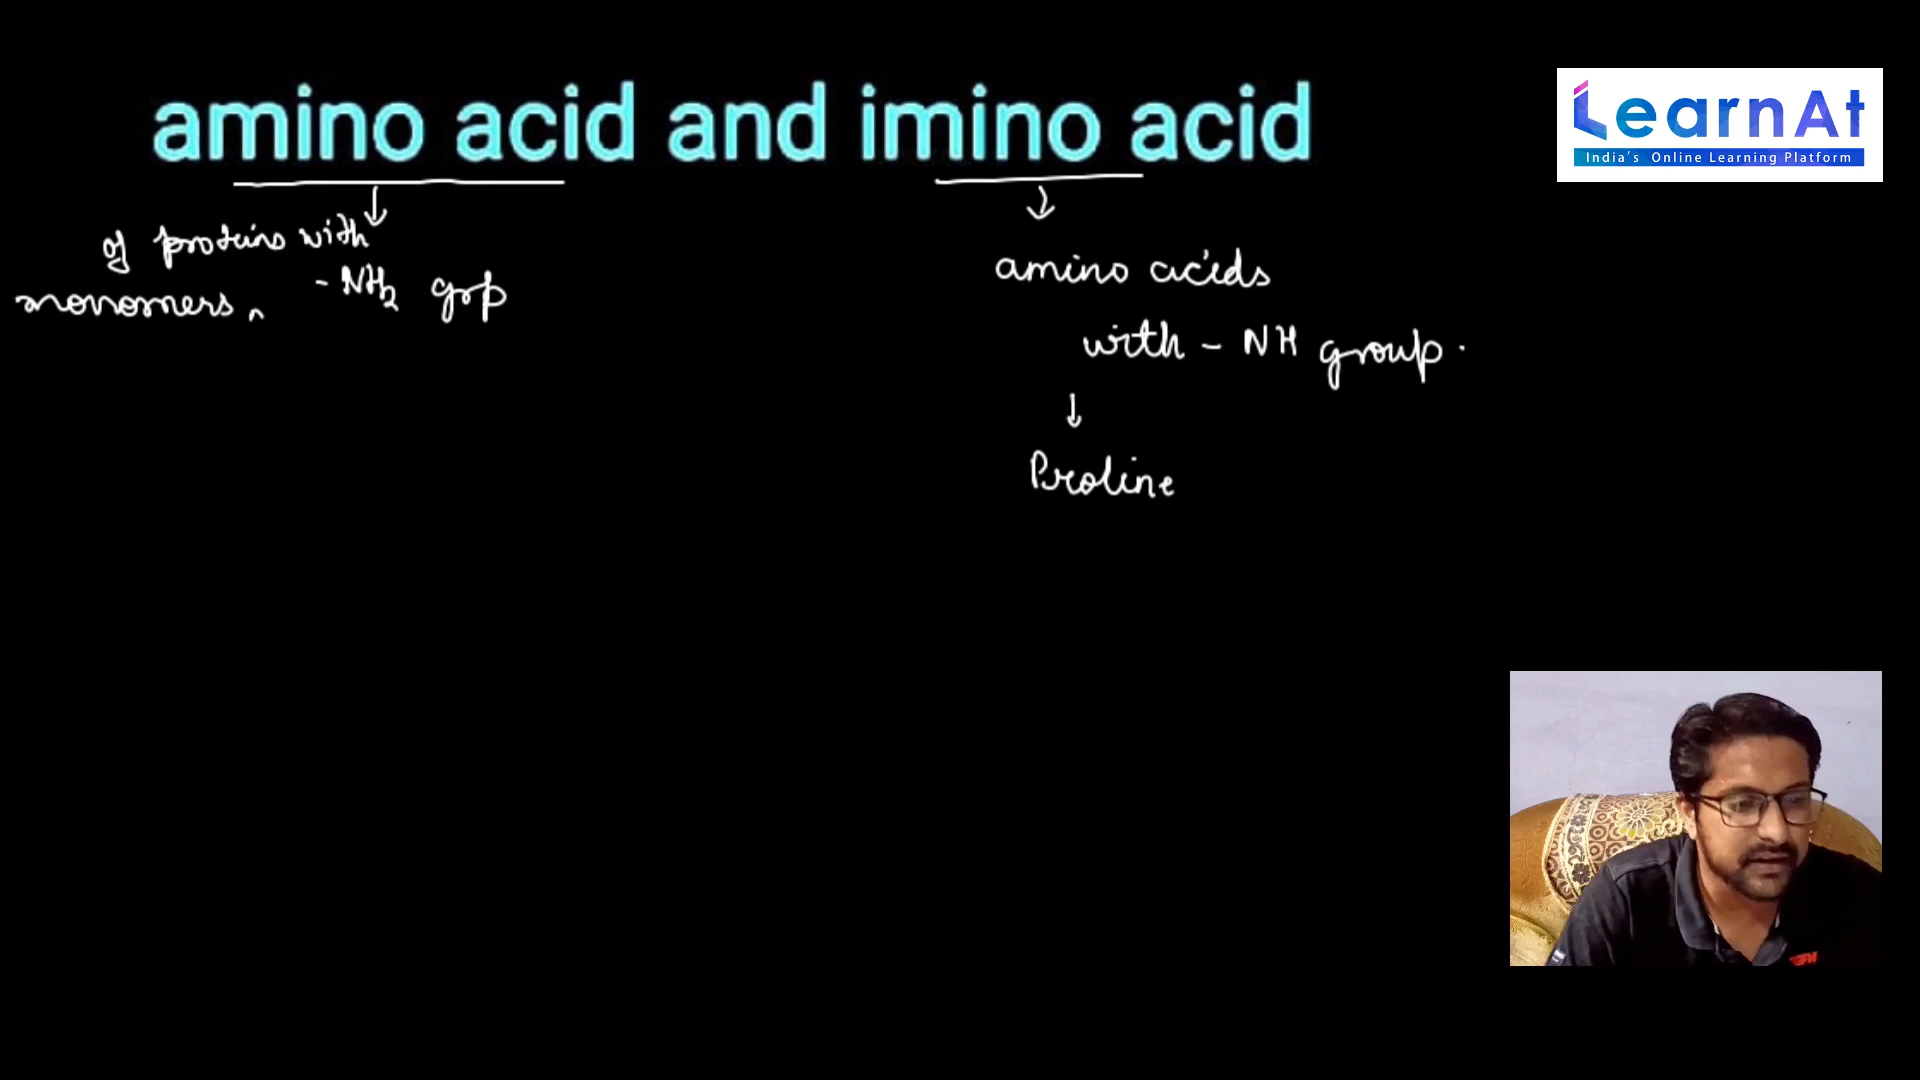 amino acid and imino acid
LearnAt
India's Online Learning Platform
of proteins with
monomers ^ -NH2 grp
amino acids
with - NH group.
Proline